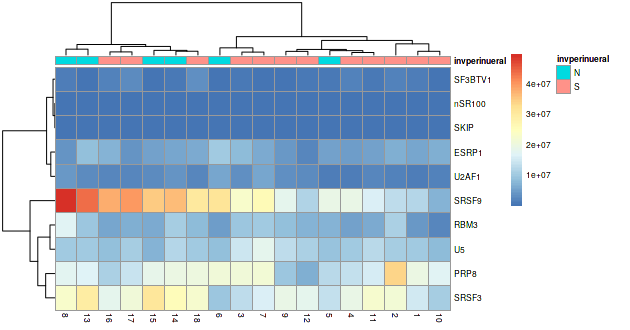 invperinueral
SF3BTV1
nSR100
SKIP
ESRP1
U2AF1
SRSF9
RBM3
U5
PRP8
SRSF3
8 13 16 17 15 14 18 6 3 7 9 12 5 4 11 2 1 10
4e+07
3e+07
2e+07
1e+07
invperinueral
N
S